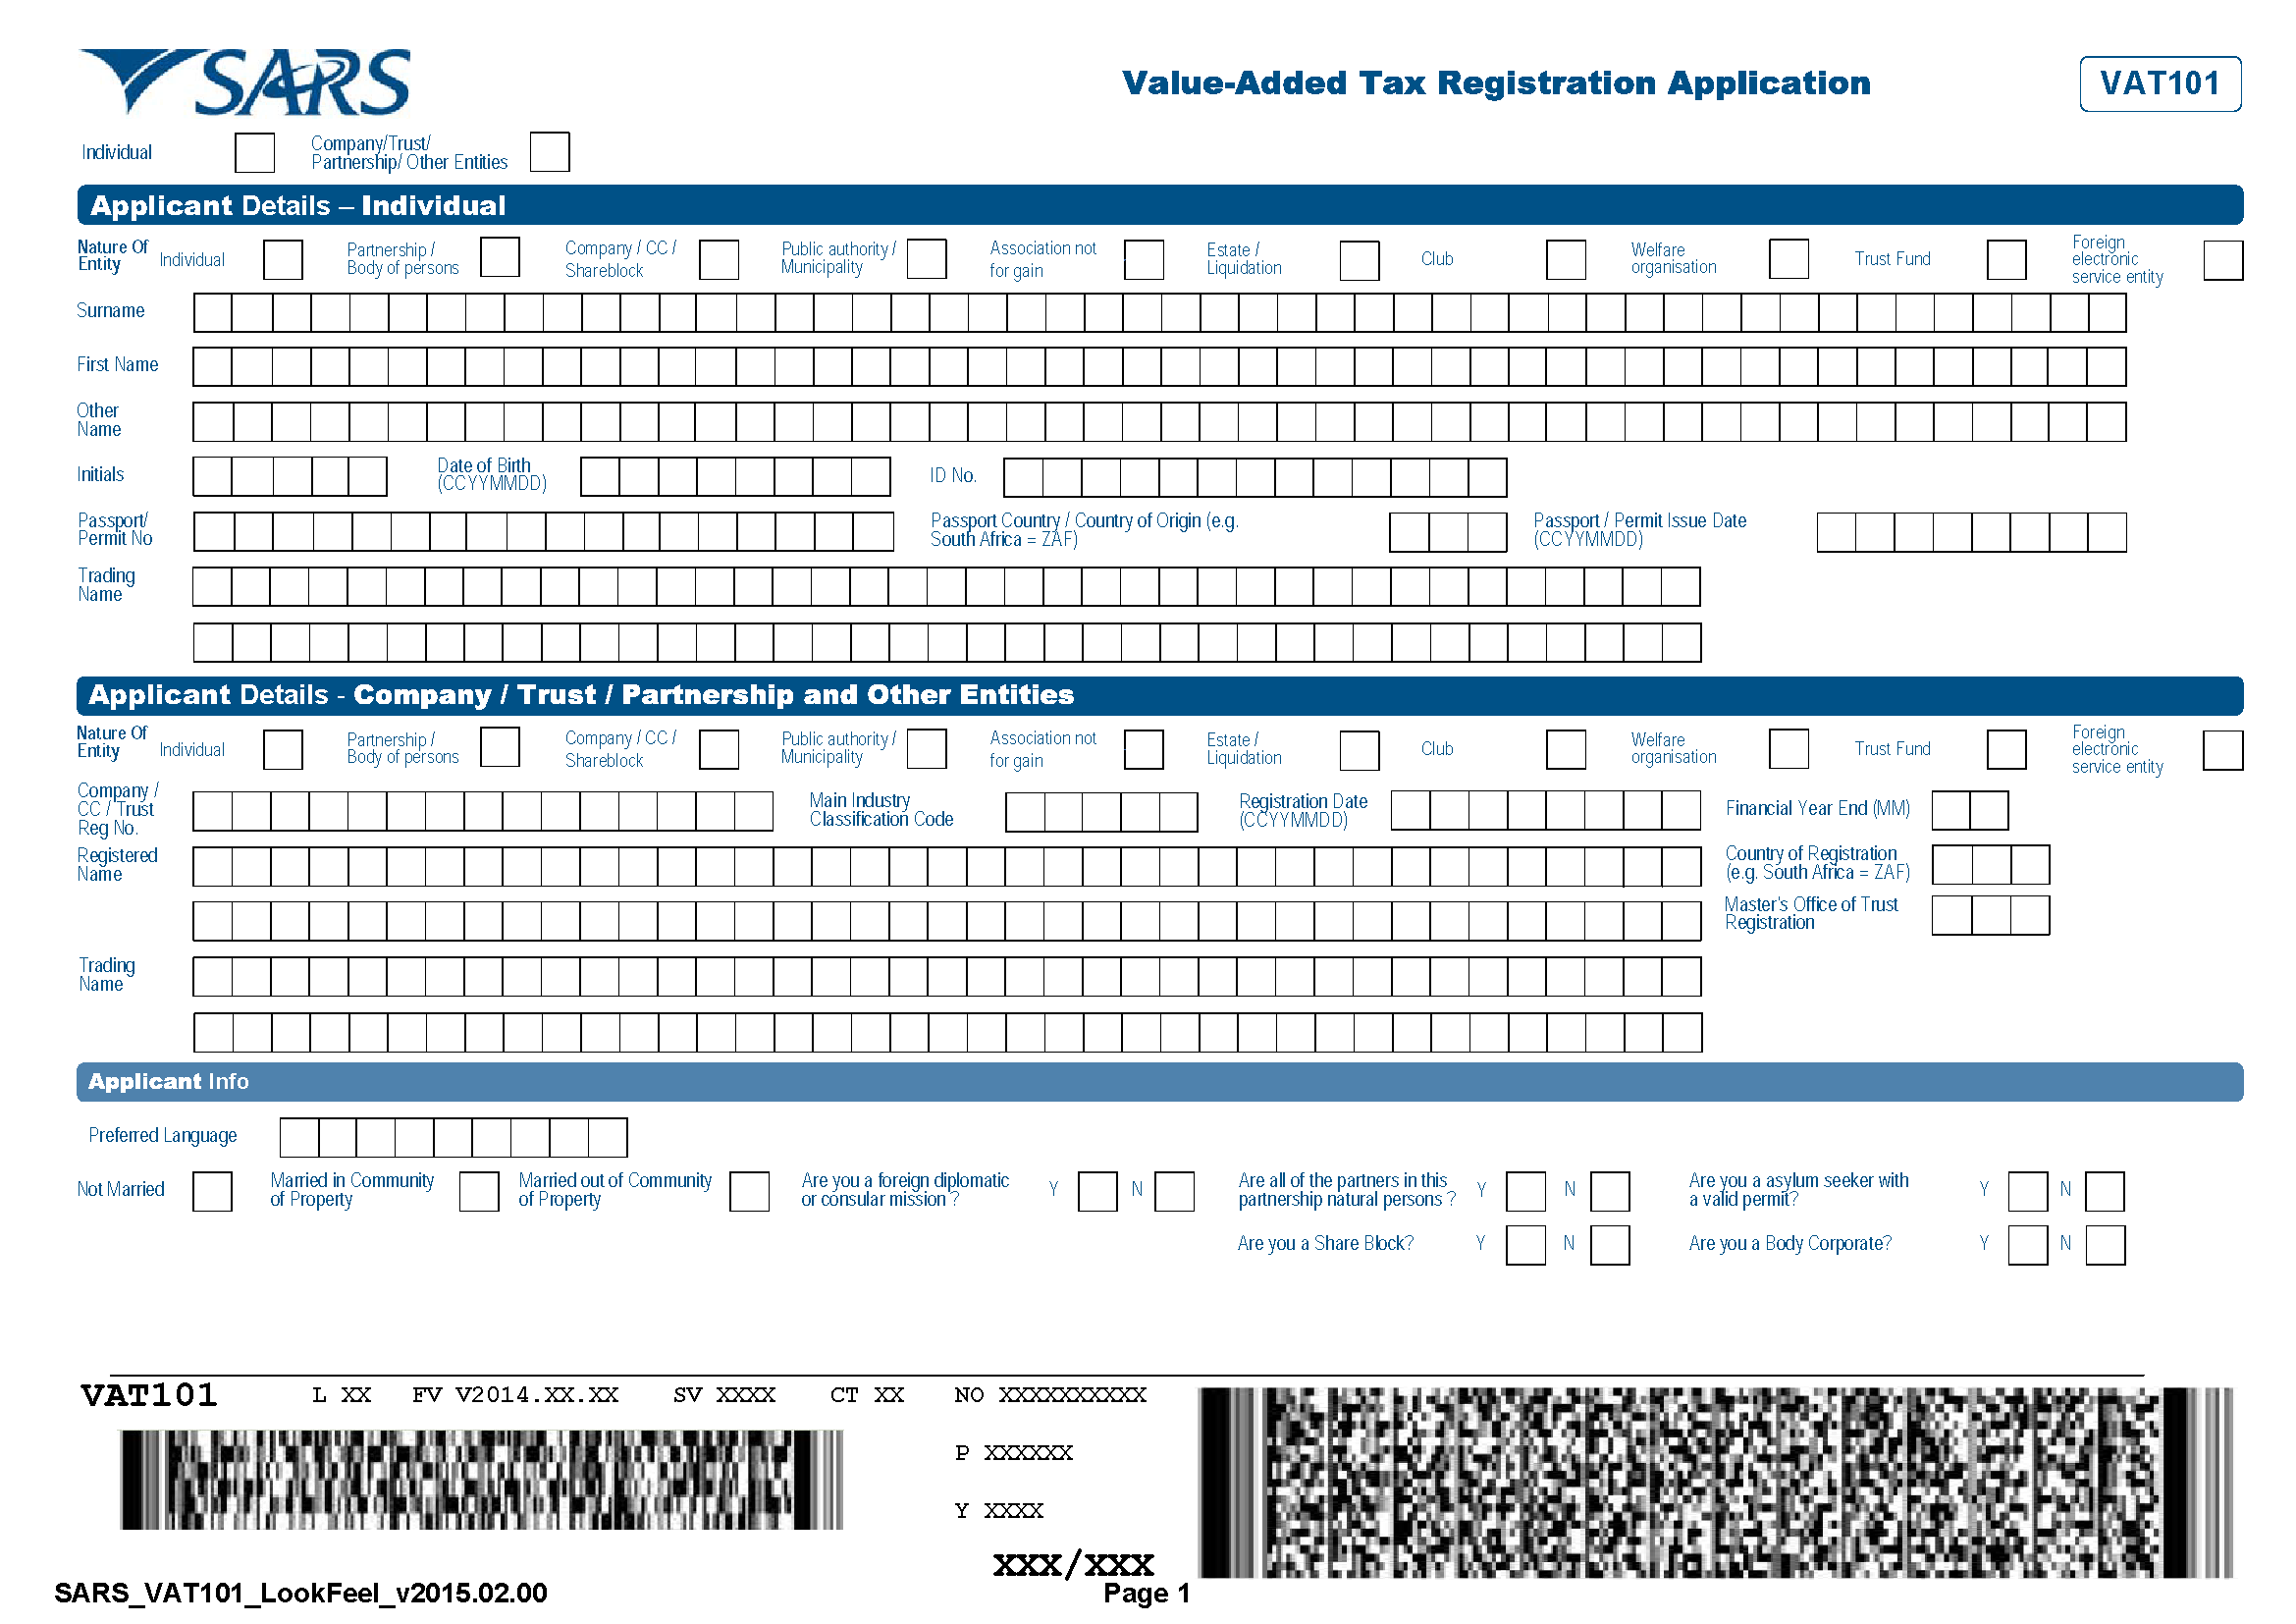 SARS
Value-Added Tax Registration Application
VAT101
Individual
Company/Trust/
Partnership/ Other Entities
Applicant Details – Individual
Nature Of
Entity
Individual
Partnership /
Body of persons
Company / CC /
Shareblock
Public authority /
Municipality
Association not
for gain
Estate /
Liquidation
Club
Welfare
organisation
Trust Fund
Foreign
electronic
service entity
Surname
First Name
Other
Name
Initials
Date of Birth
(CCYYMMDD)
ID No.
Passport/
Permit No
Passport Country / Country of Origin (e.g.
South Africa = ZAF)
Passport / Permit Issue Date
(CCYYMMDD)
Trading
Name
Applicant Details - Company / Trust / Partnership and Other Entities
Nature Of
Entity
Individual
Partnership /
Body of persons
Company / CC /
Shareblock
Public authority /
Municipality
Association not
for gain
Estate /
Liquidation
Club
Welfare
organisation
Trust Fund
Foreign
electronic
service entity
Company /
CC / Trust
Reg No.
Main Industry
Classification Code
Registration Date
(CCYYMMDD)
Financial Year End (MM)
Registered
Name
Country of Registration
(e.g. South Africa = ZAF)
Master's Office of Trust
Registration
Trading
Name
Applicant Info
Preferred Language
Not Married
Married in Community
of Property
Married out of Community
of Property
Are you a foreign diplomatic
or consular mission ?
Y
N
Are all of the partners in this
partnership natural persons ?
Y
N
Are you a asylum seeker with
a valid permit?
Y
N
Are you a Share Block?
Y
N
Are you a Body Corporate?
Y
N
VAT101 L XX FV V2014.XX.XX SV XXXX CT XX NO XXXXXXXXXX
P XXXXXX
Y XXXX
XXX/XXX
SARS_VAT101_LookFeel_v2015.02.00
Page 1